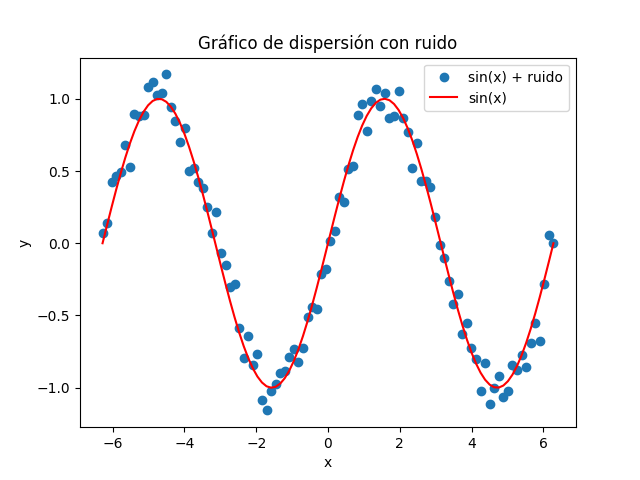 Gráfico de dispersión con ruido
sin(x) + ruido
sin(x)
1.0
0.5
0.0
−0.5
−1.0
y
−6
−4
−2
0
2
4
6
x